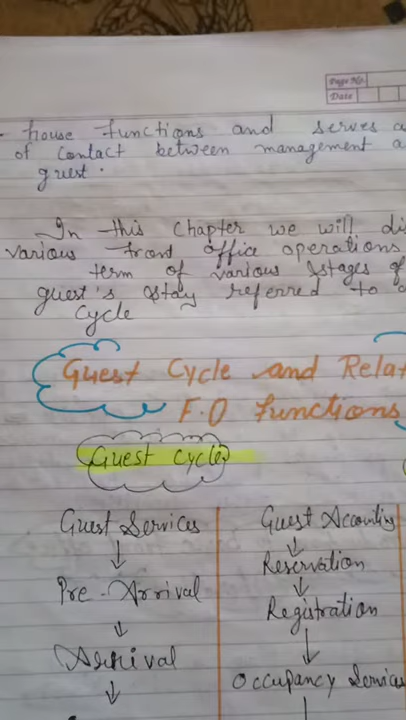 Page No.
Date
house functions and serves a
of contact between management a
guest.
In this chapter we will di
various front office operations
term of various stages of
guest's stay referred to a
Cycle
Guest Cycle and Rela
F.O functions
Guest Cycle
Guest Services Guest Accounting
↓ ↓
Pre-Arrival Reservation
↓ ↓
Arrival Registration
↓ ↓
Occupancy Services